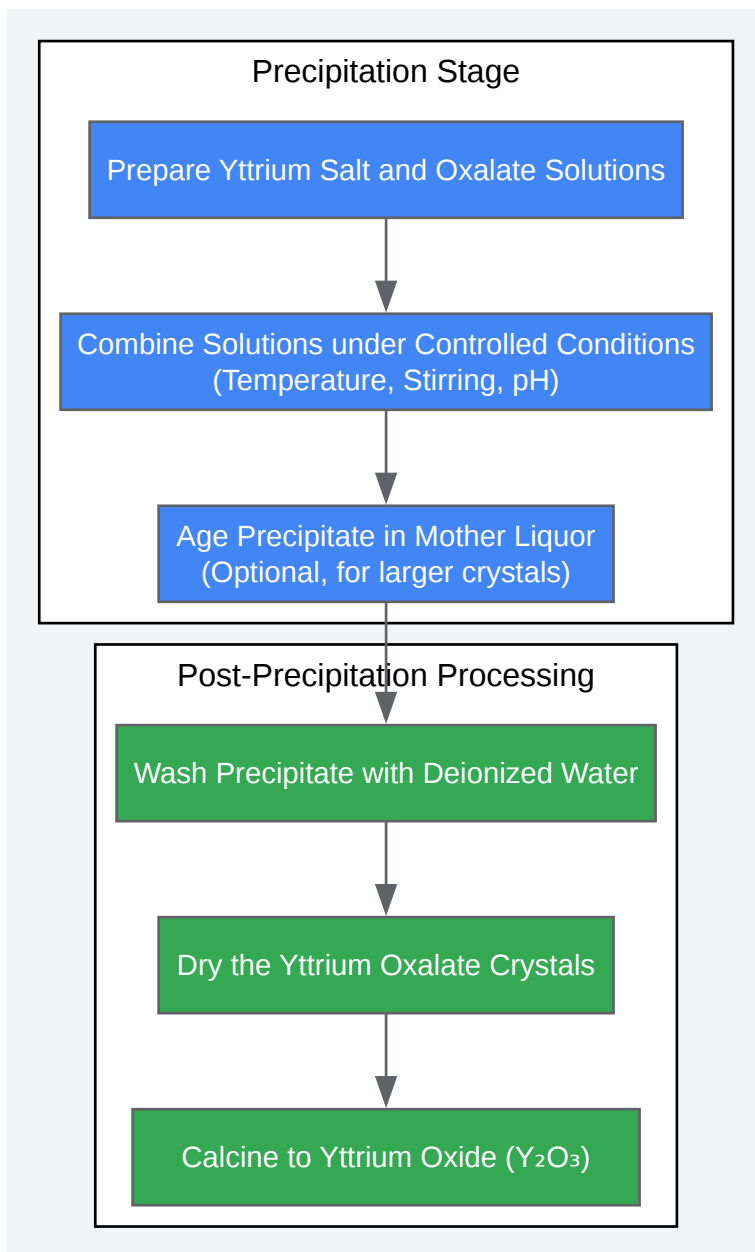 Precipitation Stage
Prepare Yttrium Salt and Oxalate Solutions
Combine Solutions under Controlled Conditions
(Temperature, Stirring, pH)
Age Precipitate in Mother Liquor
(Optional, for larger crystals)
Post-Precipitation Processing
Wash Precipitate with Deionized Water
Dry the Yttrium Oxalate Crystals
Calcine to Yttrium Oxide (Y₂O₃)